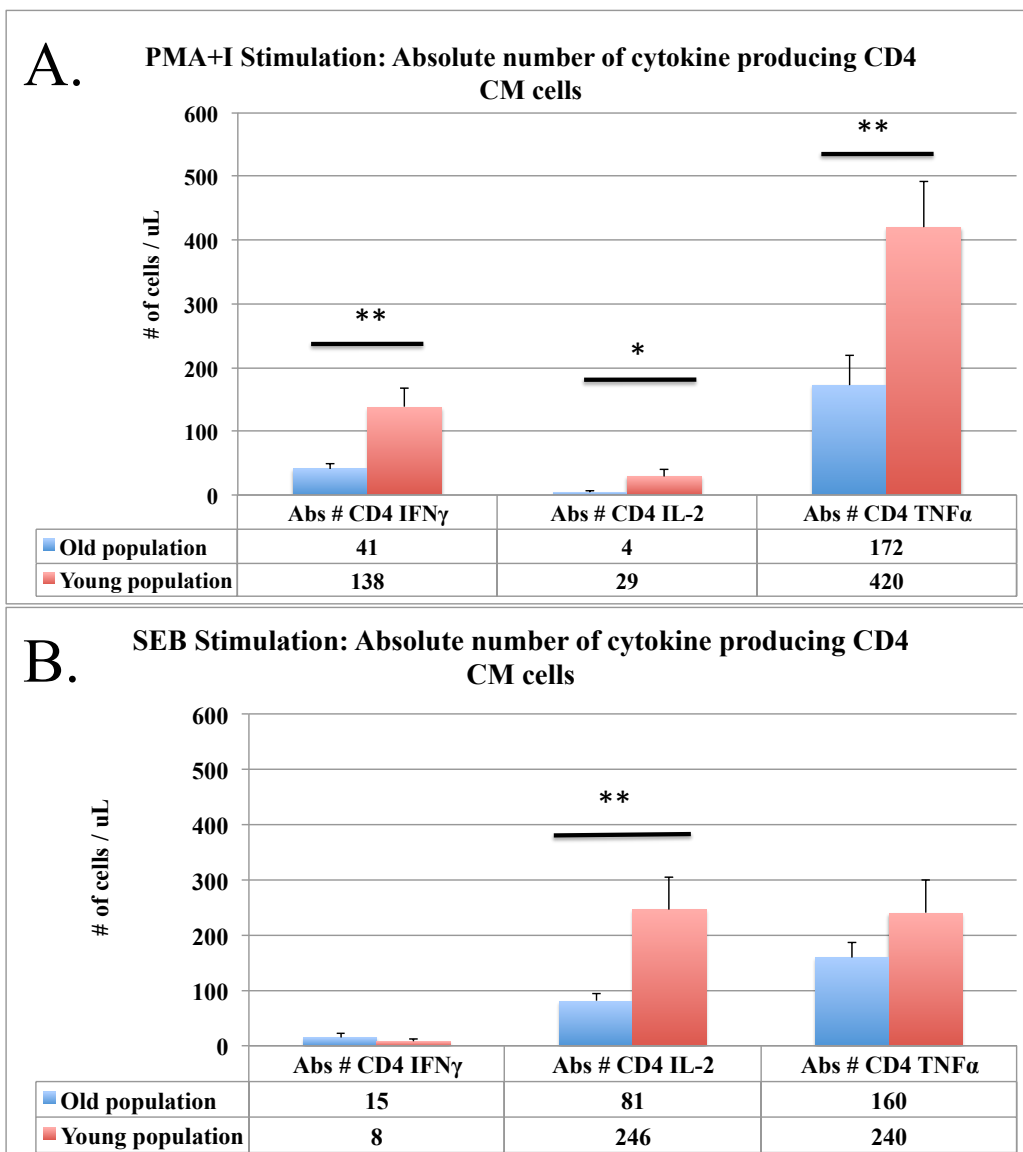 A.
PMA+I Stimulation: Absolute number of cytokine producing CD4
CM cells
# of cells / uL
600
500
400
300
200
100
0
**
*
**
Abs # CD4 IFNγ Abs # CD4 IL-2 Abs # CD4 TNFα
Old population 41 4 172
Young population 138 29 420
B.
SEB Stimulation: Absolute number of cytokine producing CD4
CM cells
# of cells / uL
600
500
400
300
200
100
0
**
Abs # CD4 IFNγ Abs # CD4 IL-2 Abs # CD4 TNFα
Old population 15 81 160
Young population 8 246 240